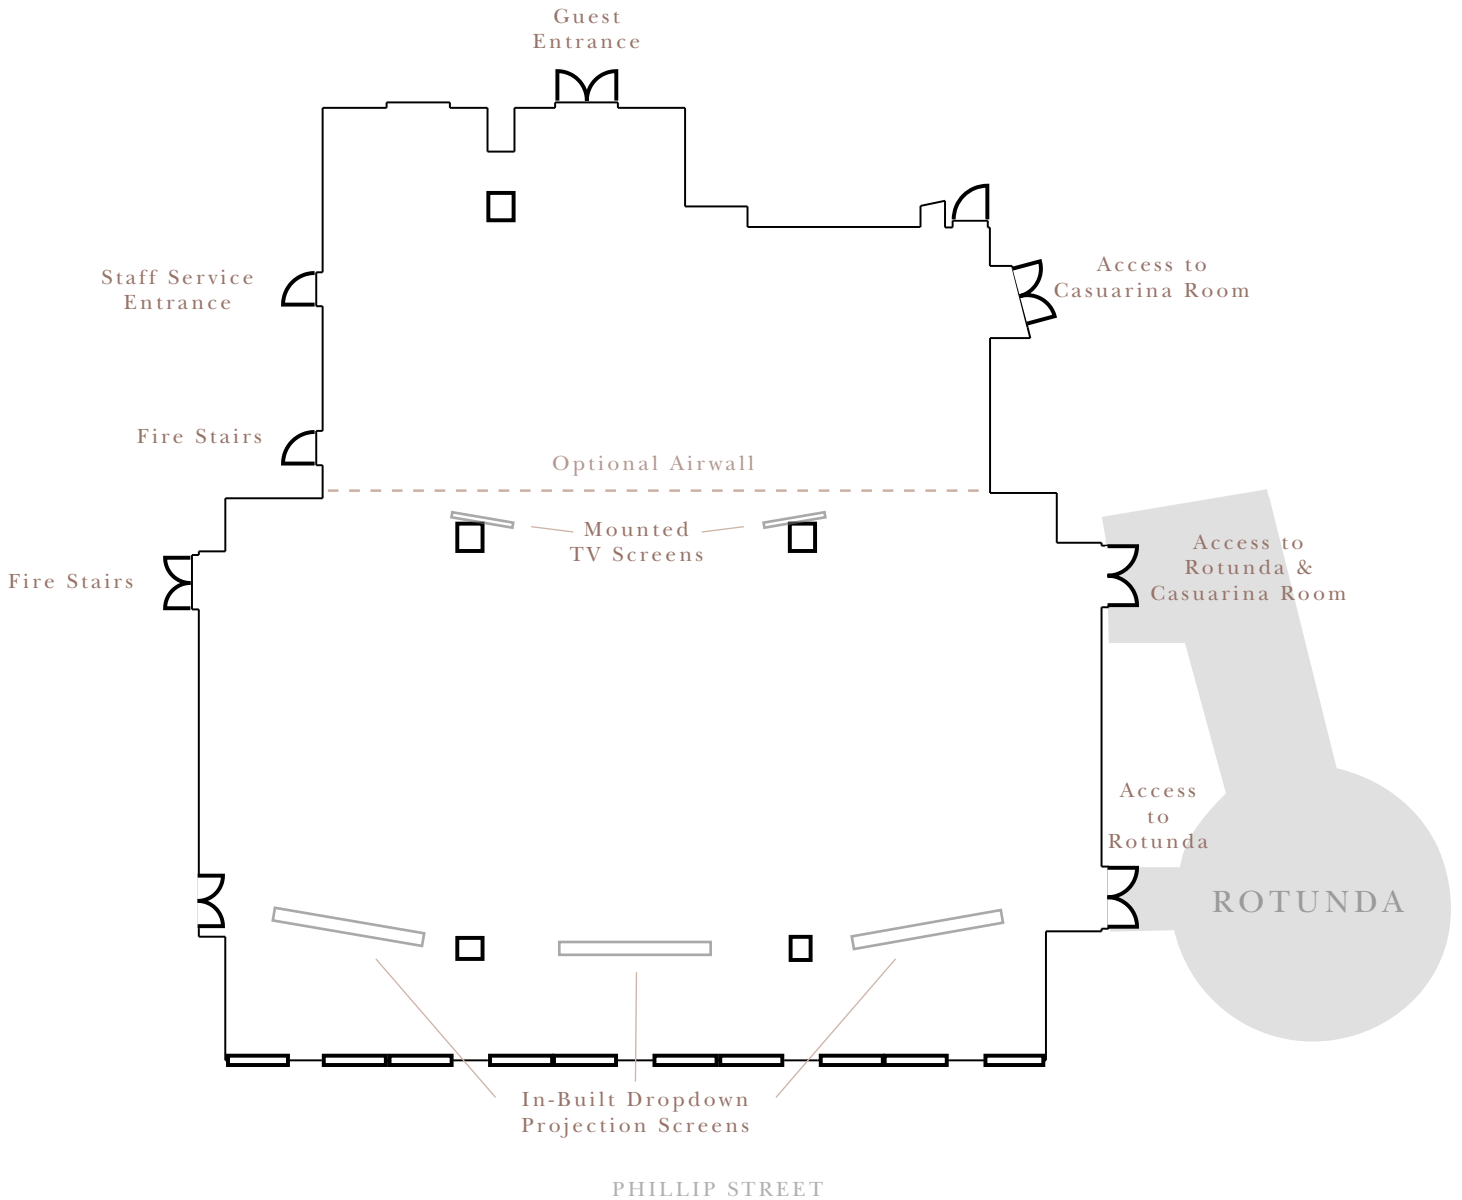 Guest
Entrance
Staff Service
Entrance
Access to
Casuarina Room
Fire Stairs
Optional Airwall
Mounted
TV Screens
Access to
Rotunda &
Casuarina Room
Fire Stairs
Access
to
Rotunda
ROTUNDA
In-Built Dropdown
Projection Screens
PHILLIP STREET